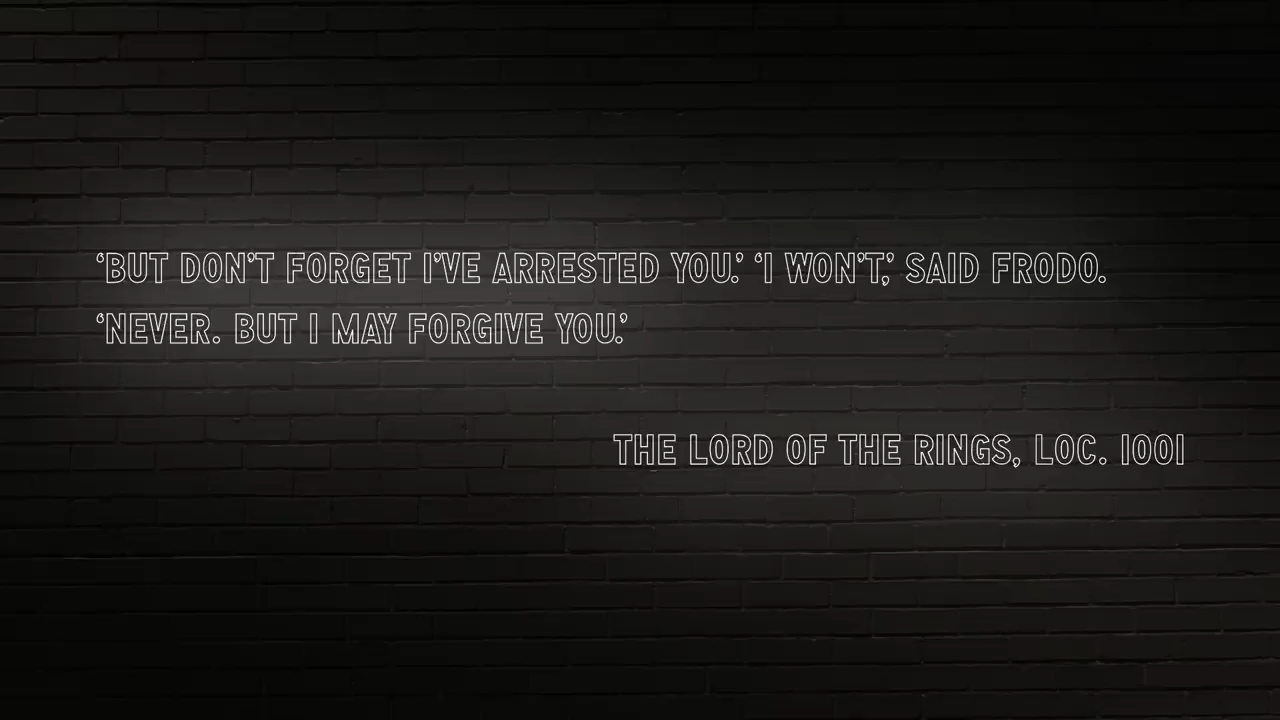 ‘BUT DON’T FORGET I’VE ARRESTED YOU.’ ‘I WON’T,’ SAID FRODO.
‘NEVER. BUT I MAY FORGIVE YOU.’
THE LORD OF THE RINGS, LOC. 1001